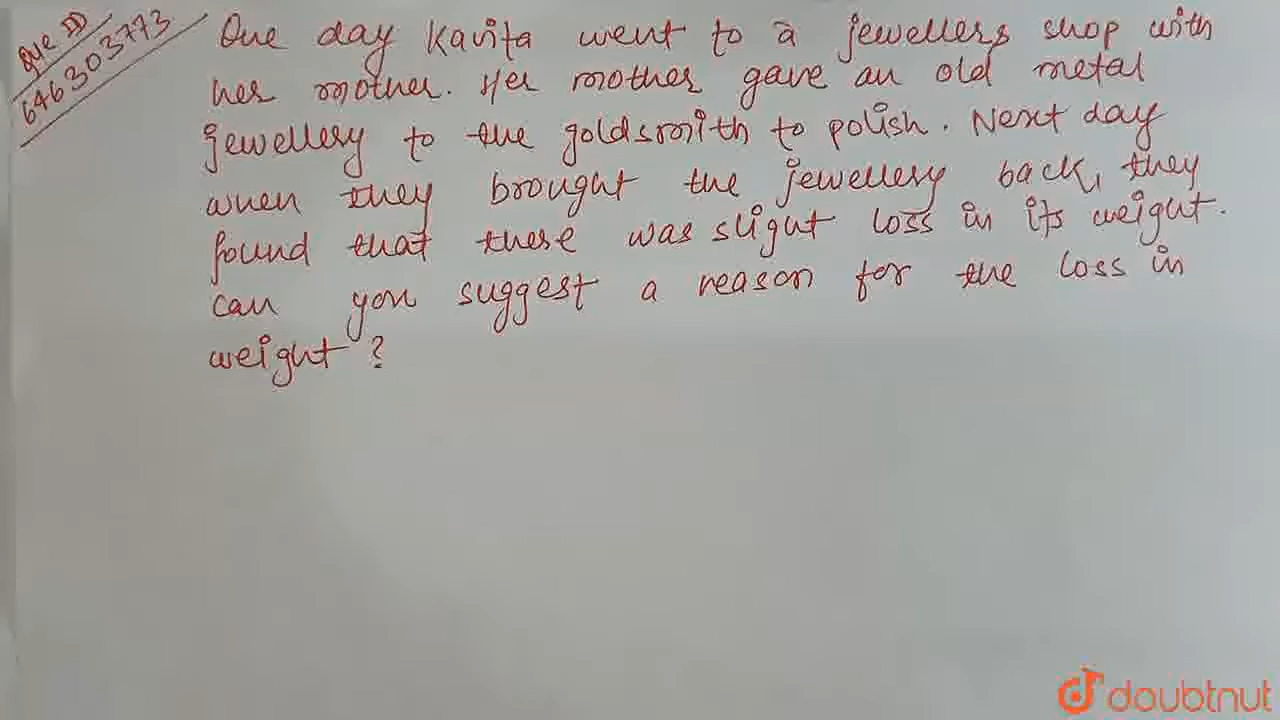 Que ID
646303773
One day Kavita went to a jewellers shop with
her mother. Her mother gave an old metal
jewellery to the goldsmith to polish. Next day
when they brought the jewellery back, they
found that there was slight loss in its weight.
can you suggest a reason for the loss in
weight ?
doubtnut